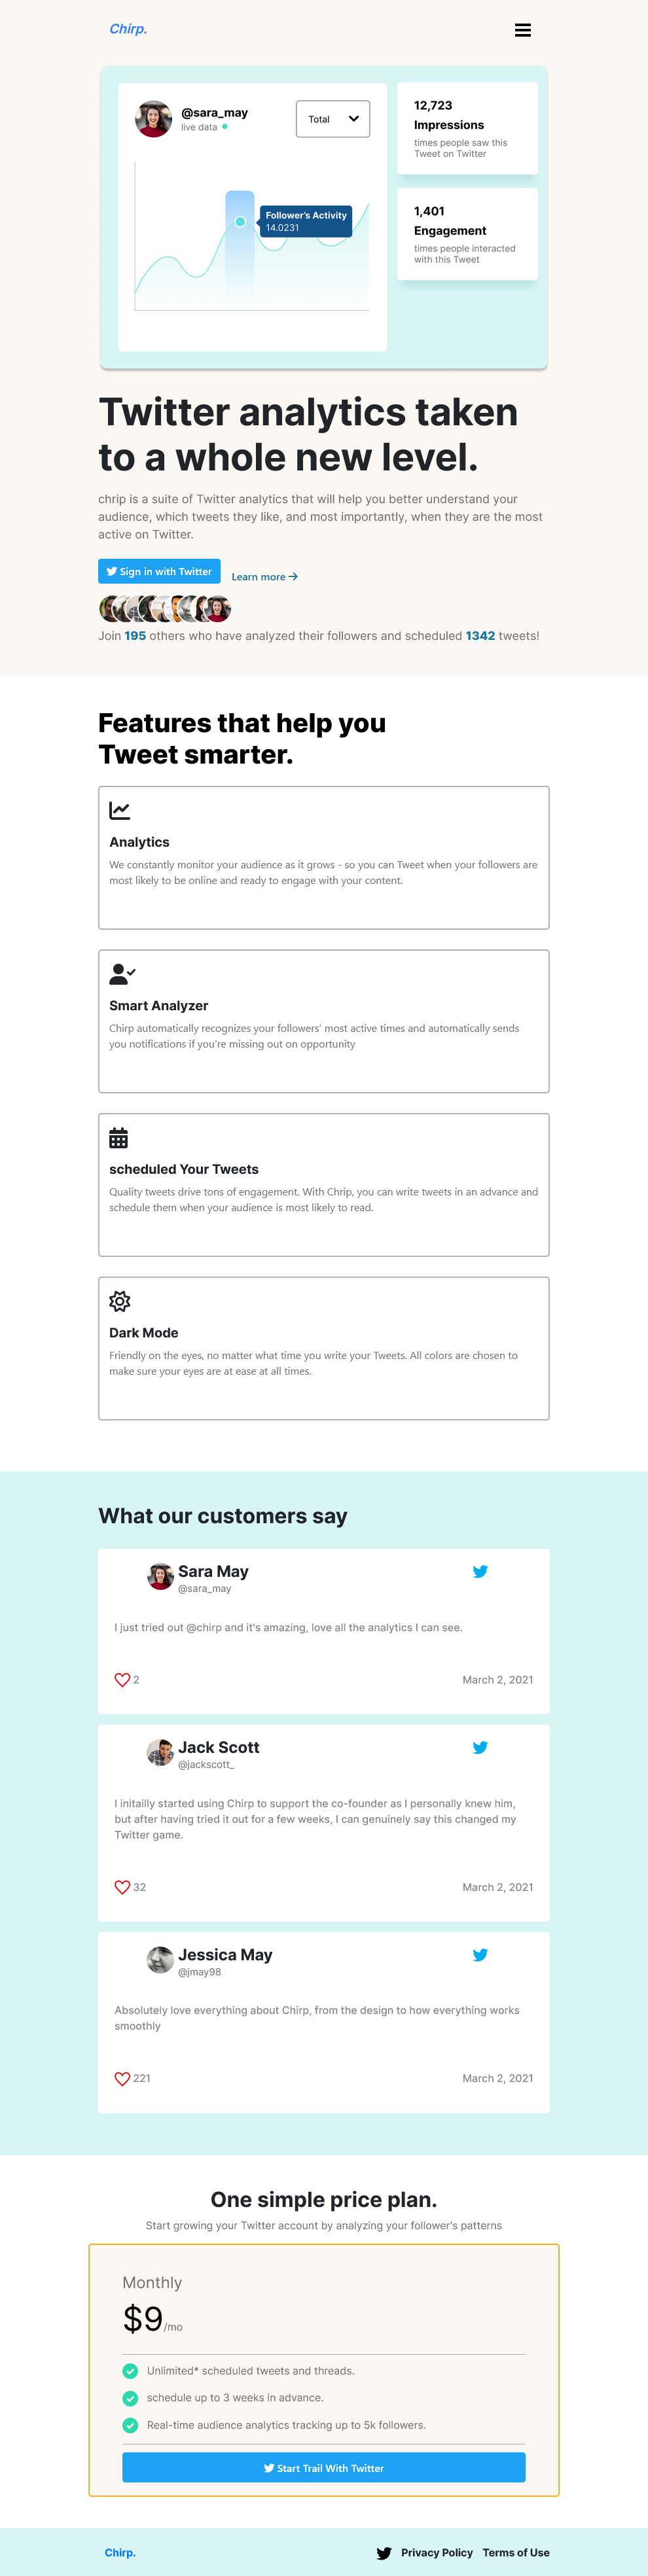 Chirp.
@sara_may
live data
Total
Follower's Activity
14.0231
12,723
Impressions
times people saw this
Tweet on Twitter
1,401
Engagement
times people interacted
with this Tweet
Twitter analytics taken
to a whole new level.
chrip is a suite of Twitter analytics that will help you better understand your
audience, which tweets they like, and most importantly, when they are the most
active on Twitter.
Sign in with Twitter
Learn more
Join 195 others who have analyzed their followers and scheduled 1342 tweets!
Features that help you
Tweet smarter.
Analytics
We constantly monitor your audience as it grows - so you can Tweet when your followers are
most likely to be online and ready to engage with your content.
Smart Analyzer
Chirp automatically recognizes your followers' most active times and automatically sends
you notifications if you're missing out on opportunity
scheduled Your Tweets
Quality tweets drive tons of engagement. With Chrip, you can write tweets in an advance and
schedule them when your audience is most likely to read.
Dark Mode
Friendly on the eyes, no matter what time you write your Tweets. All colors are chosen to
make sure your eyes are at ease at all times.
What our customers say
Sara May
@sara_may
I just tried out @chirp and it's amazing, love all the analytics I can see.
2
March 2, 2021
Jack Scott
@jackscott_
I initailly started using Chirp to support the co-founder as I personally knew him,
but after having tried it out for a few weeks, I can genuinely say this changed my
Twitter game.
32
March 2, 2021
Jessica May
@jmay98
Absolutely love everything about Chirp, from the design to how everything works
smoothly
221
March 2, 2021
One simple price plan.
Start growing your Twitter account by analyzing your follower's patterns
Monthly
$9/mo
Unlimited* scheduled tweets and threads.
schedule up to 3 weeks in advance.
Real-time audience analytics tracking up to 5k followers.
Start Trail With Twitter
Chirp.
Privacy Policy
Terms of Use